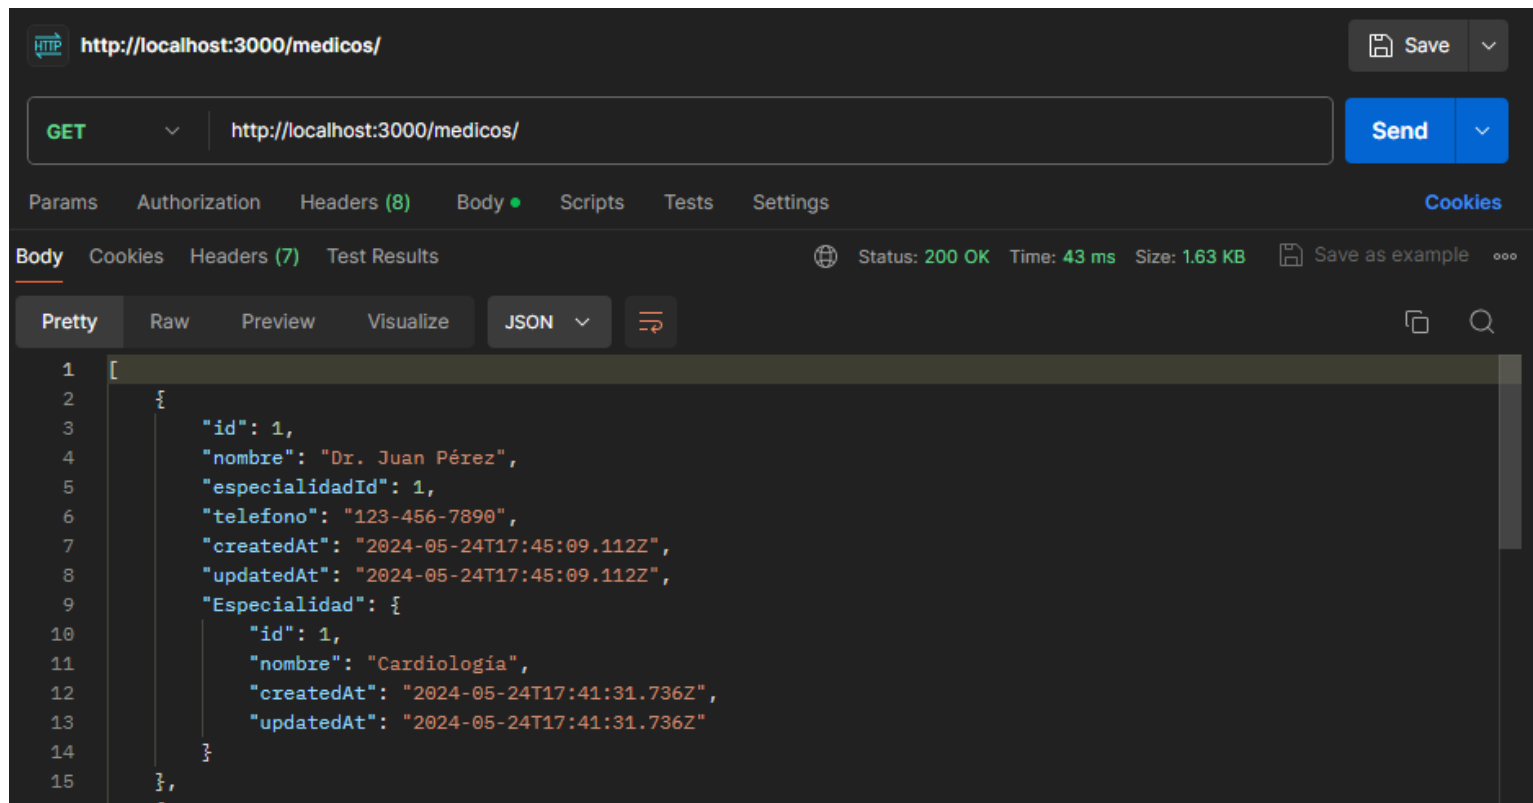 HTTP http://localhost:3000/medicos/ Save
GET http://localhost:3000/medicos/ Send
Params Authorization Headers (8) Body Scripts Tests Settings Cookies
Body Cookies Headers (7) Test Results Status: 200 OK Time: 43 ms Size: 1.63 KB Save as example
Pretty Raw Preview Visualize JSON
1 [
2 {
3 "id": 1,
4 "nombre": "Dr. Juan Pérez",
5 "especialidadId": 1,
6 "telefono": "123-456-7890",
7 "createdAt": "2024-05-24T17:45:09.112Z",
8 "updatedAt": "2024-05-24T17:45:09.112Z",
9 "Especialidad": {
10 "id": 1,
11 "nombre": "Cardiología",
12 "createdAt": "2024-05-24T17:41:31.736Z",
13 "updatedAt": "2024-05-24T17:41:31.736Z"
14 }
15 },